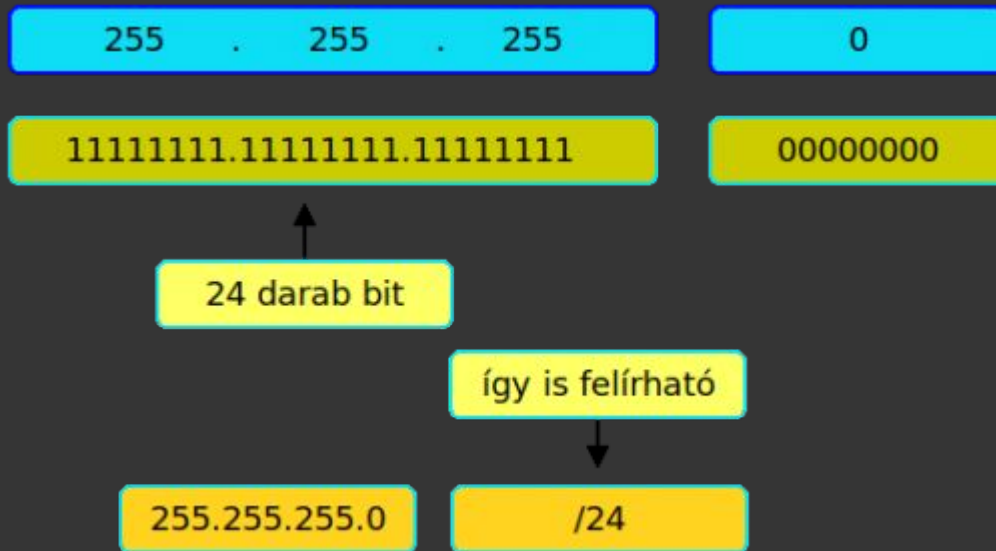 255 . 255 . 255 0
11111111.11111111.11111111 00000000
24 darab bit
így is felírható
255.255.255.0 /24